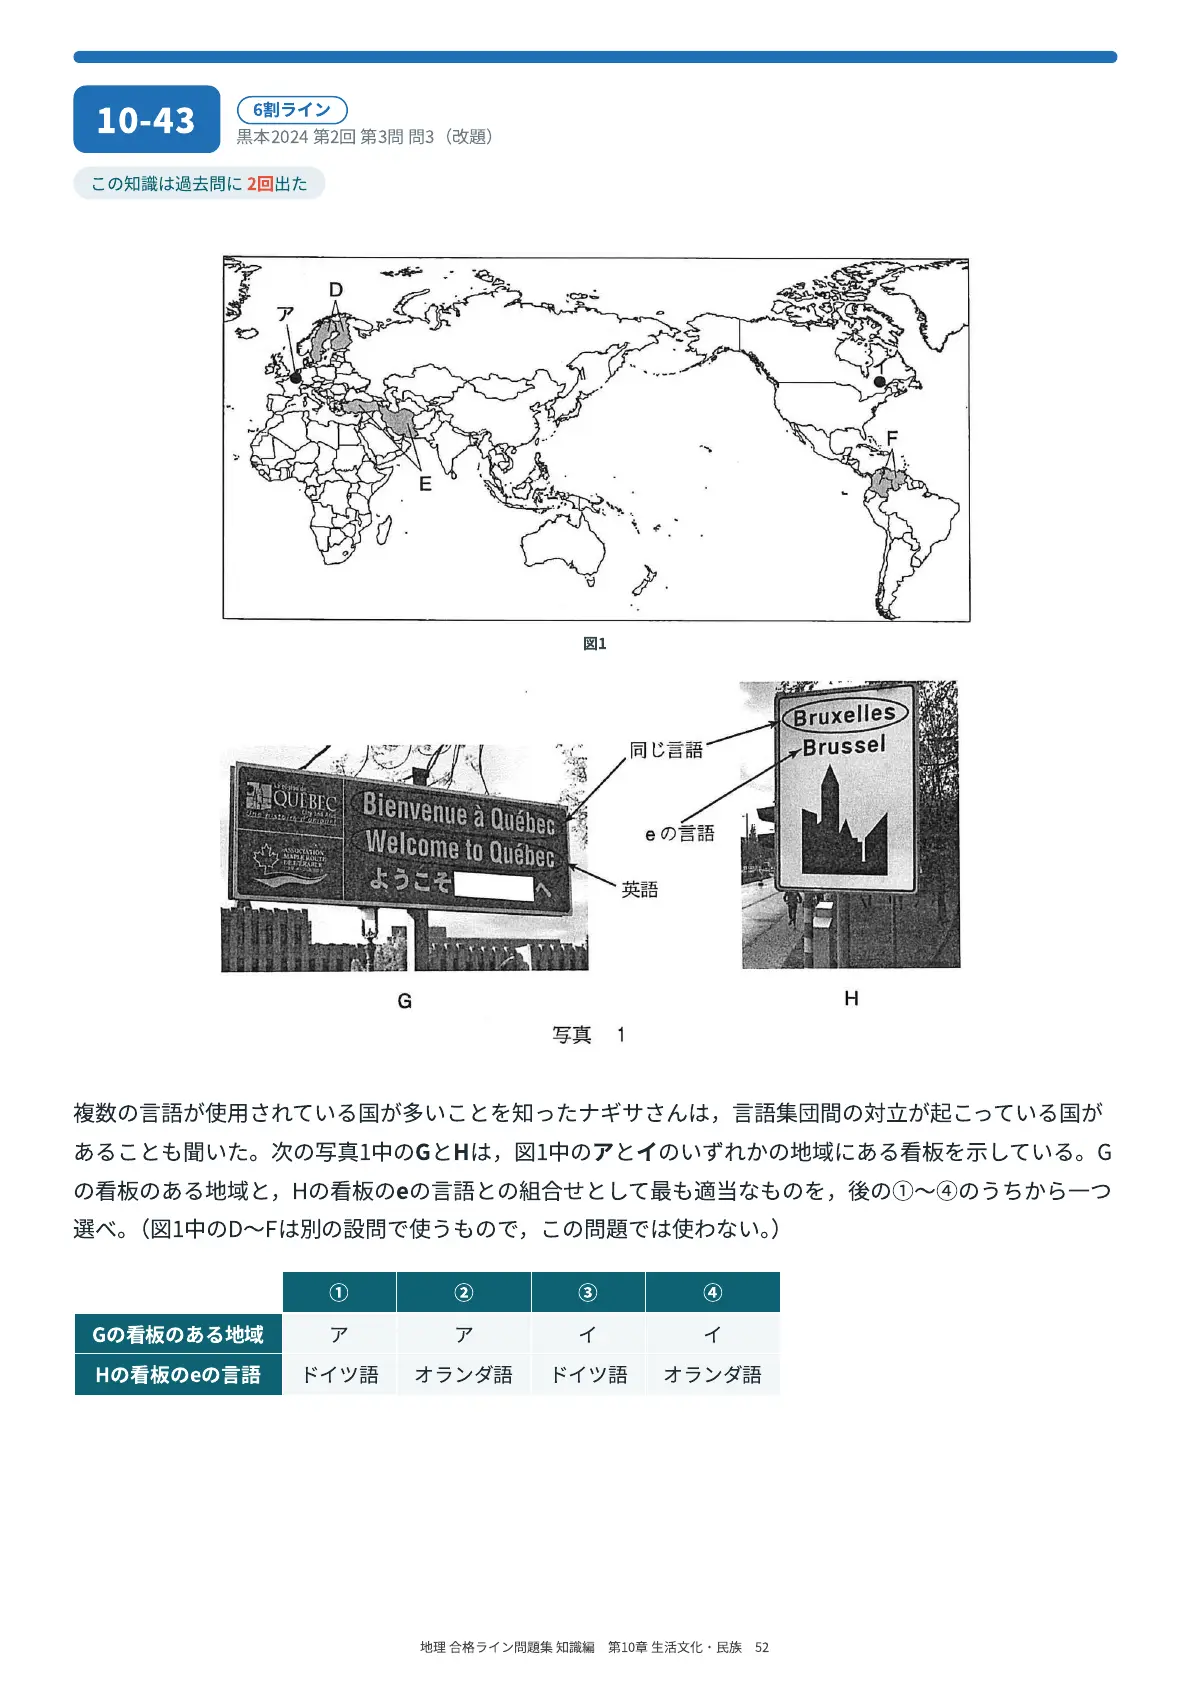 10-43
6割ライン
黒本2024 第2回 第3問 問3（改題）
この知識は過去問に 2回出た
D
ア
イ
F
E
図1
同じ言語
Bruxelles
Brussel
QUÉBEC
Bienvenue à Québec
Welcome to Québec
ようこそ へ
ASSOCIATION
eの言語
英語
G
H
写真 1
複数の言語が使用されている国が多いことを知ったナギサさんは，言語集団間の対立が起こっている国が
あることも聞いた。次の写真1中のGとHは，図1中のアとイのいずれかの地域にある看板を示している。G
の看板のある地域と，Hの看板のeの言語との組合せとして最も適当なものを，後の①～④のうちから一つ
選べ。（図1中のD～Fは別の設問で使うもので，この問題では使わない。）
① ② ③ ④
Gの看板のある地域 ア ア イ イ
Hの看板のeの言語 ドイツ語 オランダ語 ドイツ語 オランダ語
地理 合格ライン問題集 知識編 第10章 生活文化・民族 52